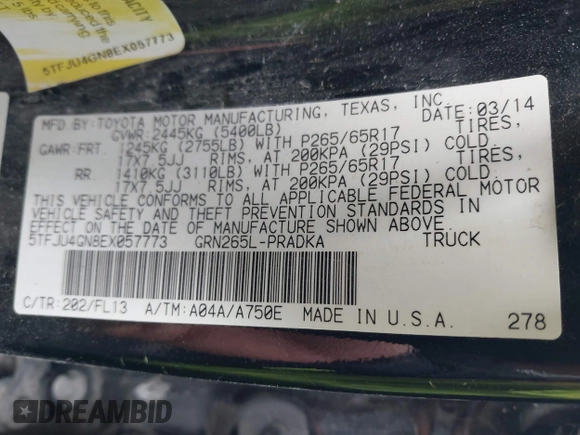 ACITY
5TFJU4GN8EX057773
MFD.BY:TOYOTA MOTOR MANUFACTURING, TEXAS, INC.
GVWR:2445KG (5400LB) DATE: 03/14
GAWR:FRT. 1245KG (2755LB) WITH P265/65R17 TIRES,
17X7.5JJ RIMS, AT 200KPA (29PSI) COLD.
RR. 1410KG (3110LB) WITH P265/65R17 TIRES,
17X7.5JJ RIMS, AT 200KPA (29PSI) COLD.
THIS VEHICLE CONFORMS TO ALL APPLICABLE FEDERAL MOTOR
VEHICLE SAFETY AND THEFT PREVENTION STANDARDS IN
EFFECT ON THE DATE OF MANUFACTURE SHOWN ABOVE.
5TFJU4GN8EX057773 GRN265L-PRADKA TRUCK
C/TR:202/FL13 A/TM:A04A/A750E MADE IN U.S.A. 278
DREAMBID